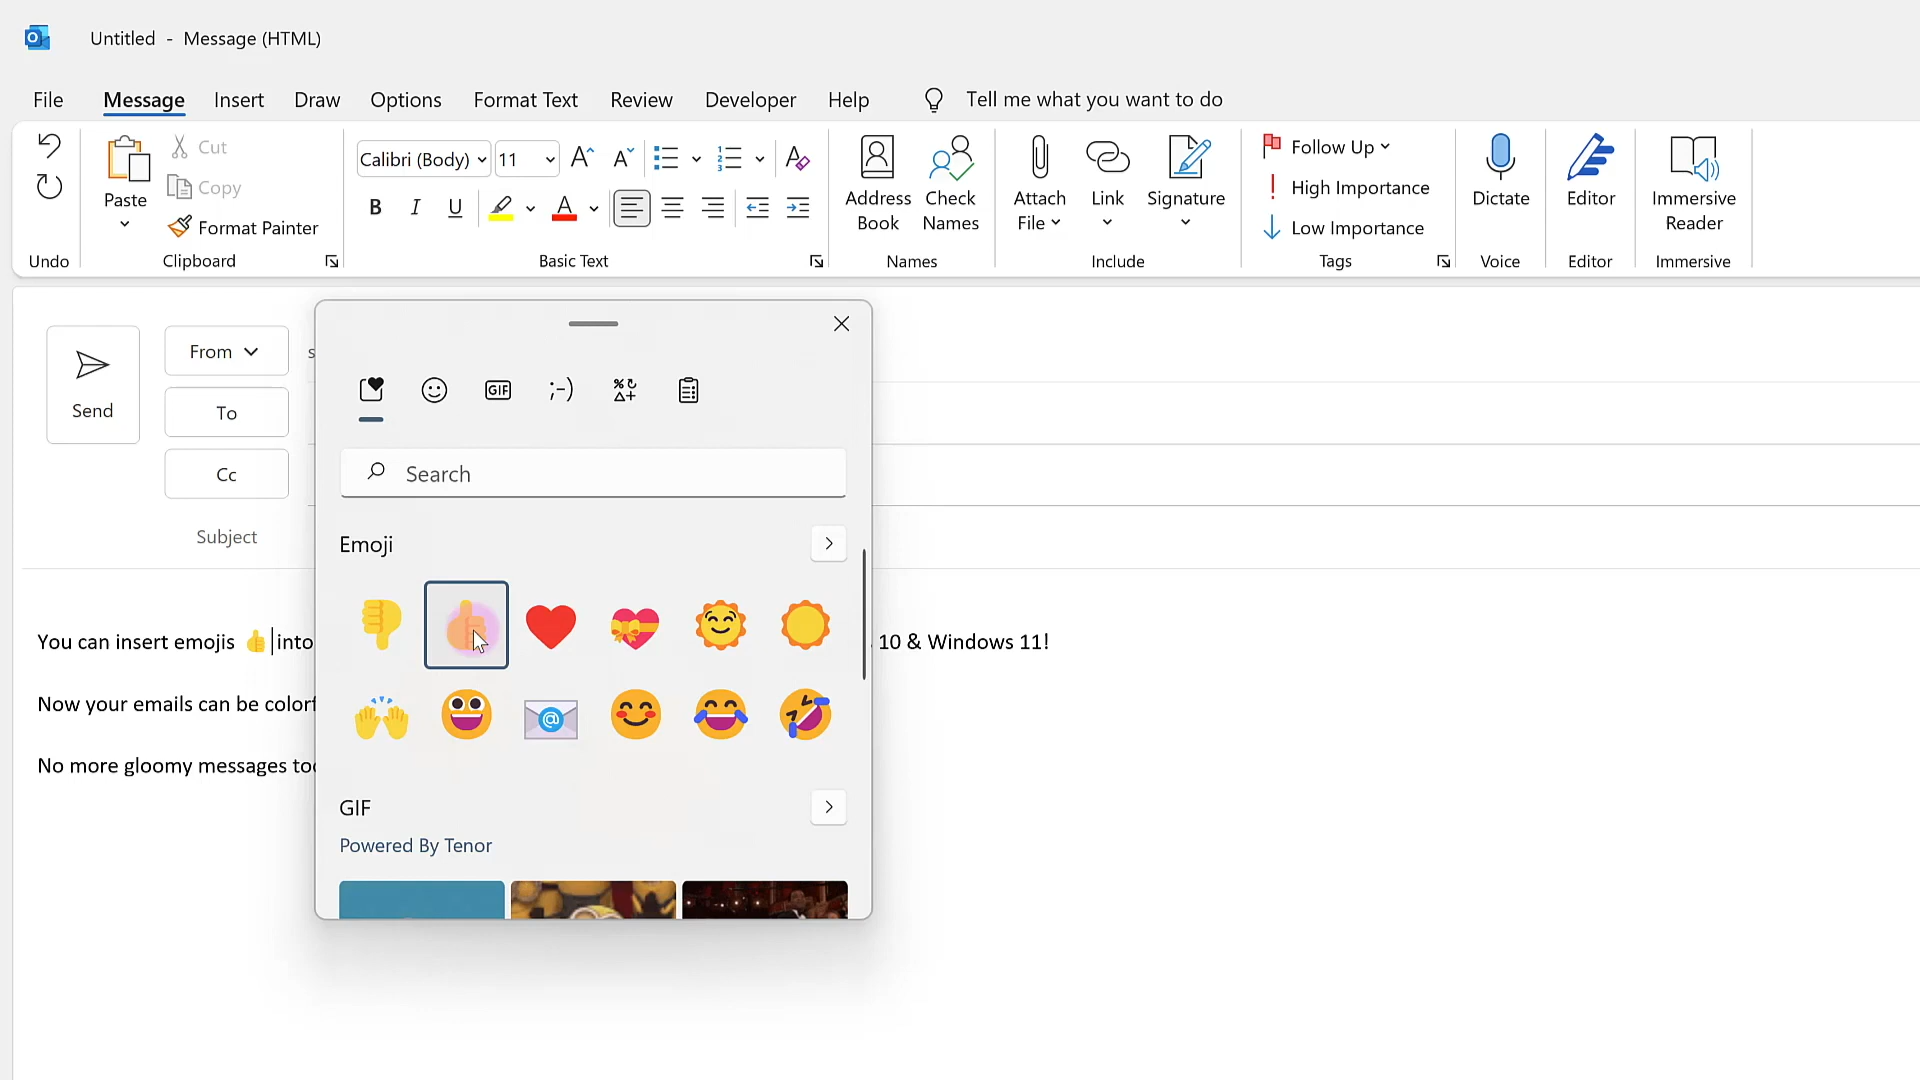 Untitled - Message (HTML)
File Message Insert Draw Options Format Text Review Developer Help Tell me what you want to do
Undo
Paste
Cut
Copy
Format Painter
Clipboard
Calibri (Body) 11
B I U A
Basic Text
Address Book
Check Names
Names
Attach File
Link
Signature
Include
Follow Up
High Importance
Low Importance
Tags
Dictate
Voice
Editor
Editor
Immersive Reader
Immersive
Send
From
s
To
Cc
Subject
GIF ;-)
Search
Emoji
GIF
Powered By Tenor
You can insert emojis 👍 into 10 & Windows 11!
Now your emails can be colorf
No more gloomy messages too